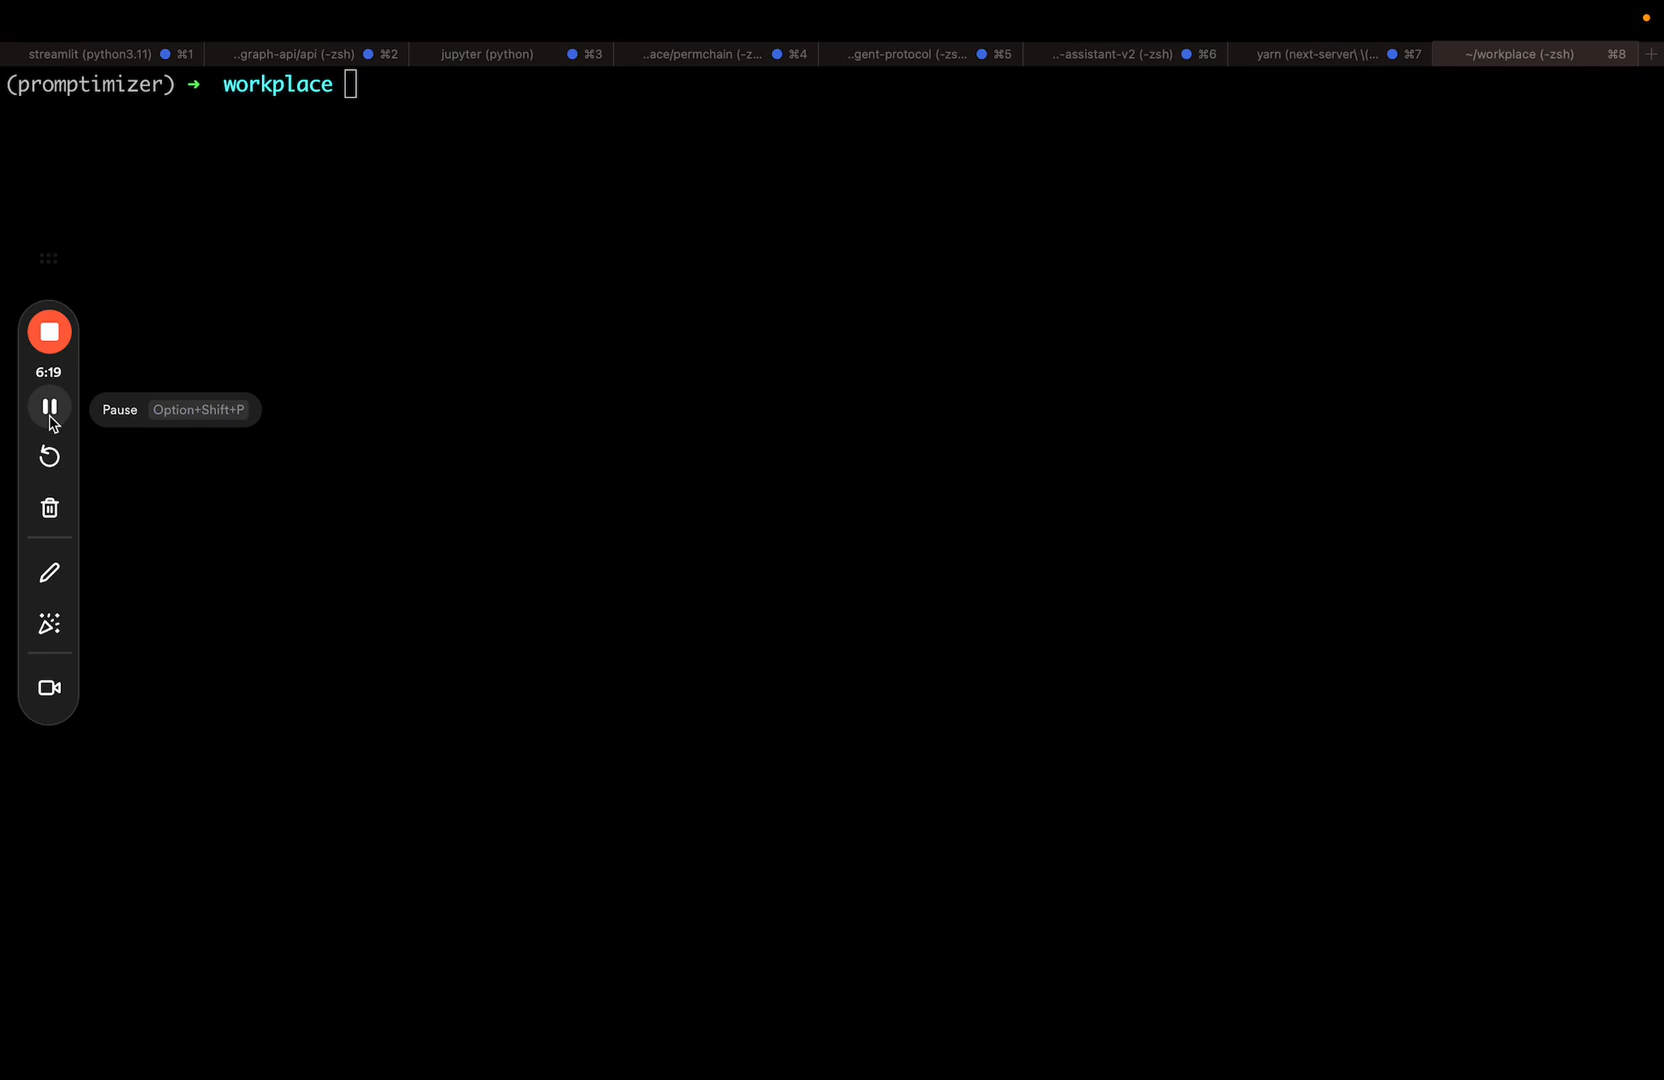 streamlit (python3.11) ⌘1 ..graph-api/api (-zsh) ⌘2 jupyter (python) ⌘3 ..ace/permchain (-z... ⌘4 ..gent-protocol (-zs... ⌘5 ..-assistant-v2 (-zsh) ⌘6 yarn (next-server\ \(... ⌘7 ~/workplace (-zsh) ⌘8
(promptimizer) → workplace
6:19
Pause Option+Shift+P